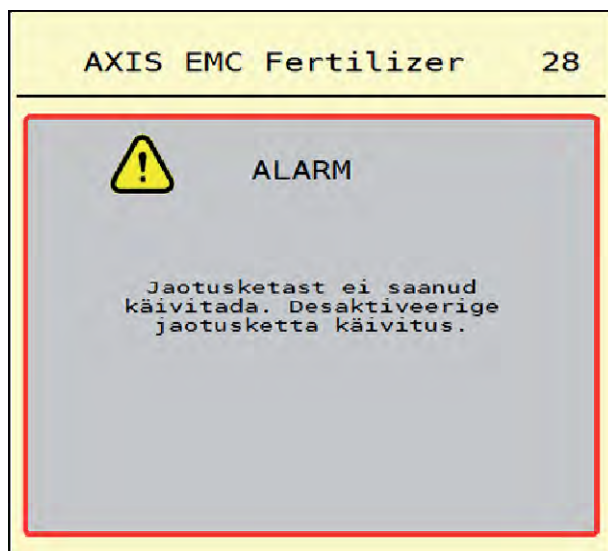 AXIS EMC Fertilizer 28
ALARM
Jaotusketast ei saanud
käivitada. Desaktiveerige
jaotusketta käivitus.